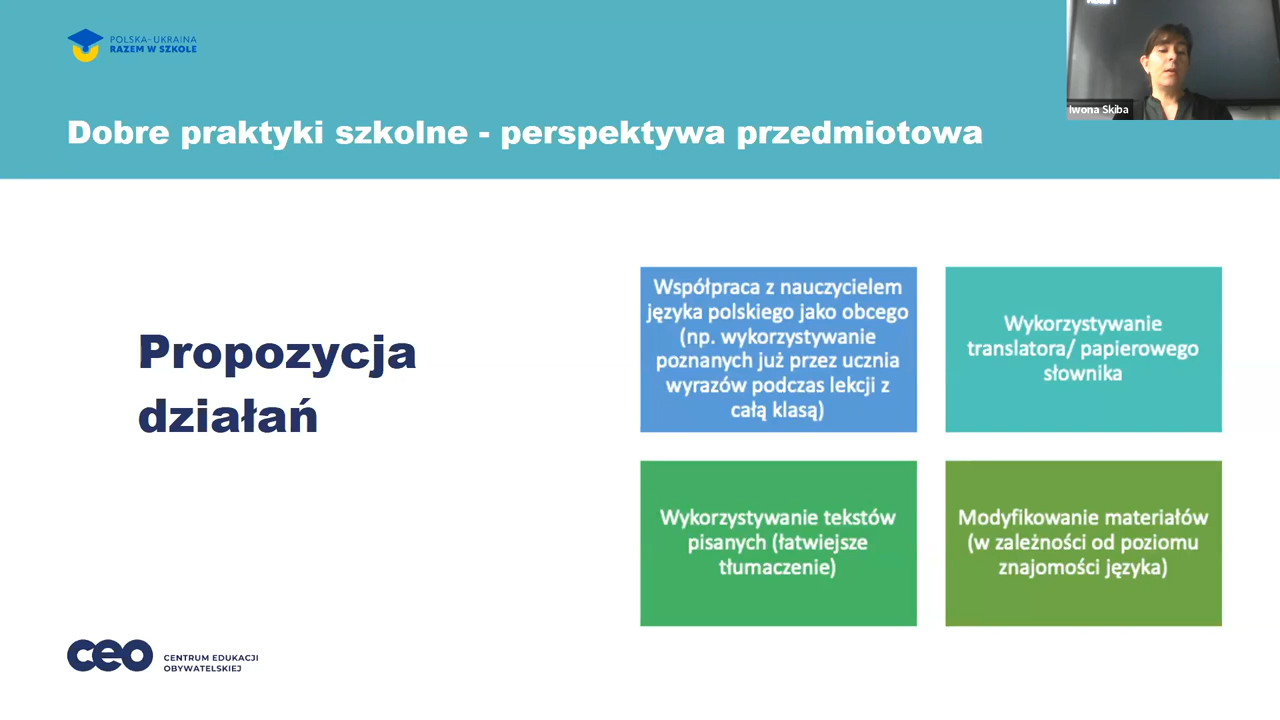 POLSKA-UKRAINA
RAZEM W SZKOLE
Iwona Skiba
Dobre praktyki szkolne - perspektywa przedmiotowa
Propozycja
działań
Współpraca z nauczycielem
języka polskiego jako obcego
(np. wykorzystywanie
poznanych już przez ucznia
wyrazów podczas lekcji z
całą klasą)
Wykorzystywanie
translatora/ papierowego
słownika
Wykorzystywanie tekstów
pisanych (łatwiejsze
tłumaczenie)
Modyfikowanie materiałów
(w zależności od poziomu
znajomości języka)
ceo
CENTRUM EDUKACJI
OBYWATELSKIEJ